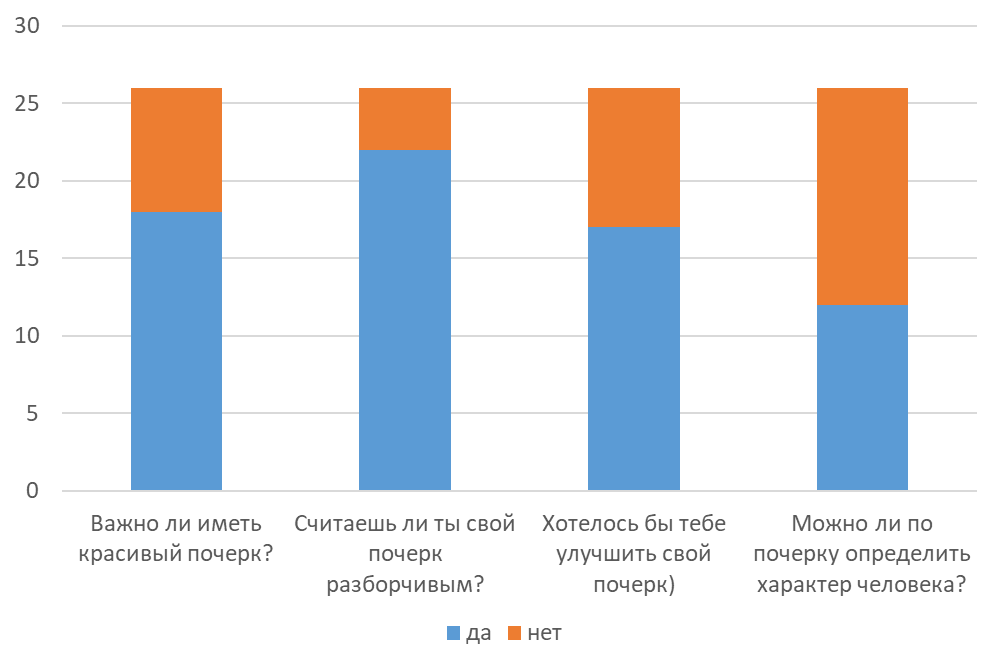 30
25
20
15
10
5
0
Важно ли иметь
красивый почерк?
Считаешь ли ты свой
почерк
разборчивым?
Хотелось бы тебе
улучшить свой
почерк)
Можно ли по
почерку определить
характер человека?
да нет